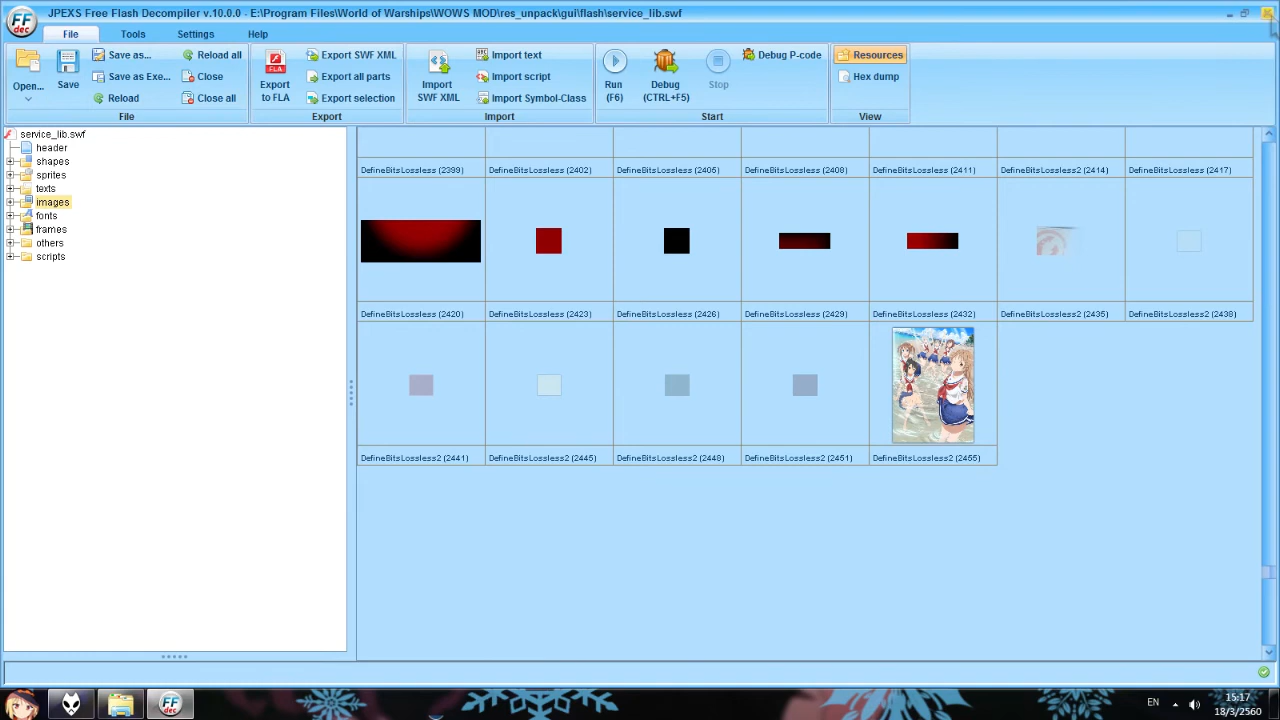 JPEXS Free Flash Decompiler v.10.0.0 - E:\Program Files\World of Warships\WOWS MOD\res_unpack\gui\flash\service_lib.swf
FF
dec
File
Tools
Settings
Help
Open...
Save
Save as...
Save as Exe...
Reload
Reload all
Close
Close all
File
FLA
Export
to FLA
Export SWF XML
Export all parts
Export selection
Export
Import
SWF XML
Import text
Import script
Import Symbol-Class
Import
Run
(F6)
Debug
(CTRL+F5)
Stop
Debug P-code
Start
Resources
Hex dump
View
service_lib.swf
header
shapes
sprites
texts
images
fonts
frames
others
scripts
DefineBitsLossless (2399)
DefineBitsLossless (2402)
DefineBitsLossless (2405)
DefineBitsLossless (2408)
DefineBitsLossless (2411)
DefineBitsLossless2 (2414)
DefineBitsLossless (2417)
DefineBitsLossless (2420)
DefineBitsLossless (2423)
DefineBitsLossless (2426)
DefineBitsLossless (2429)
DefineBitsLossless (2432)
DefineBitsLossless2 (2435)
DefineBitsLossless2 (2438)
DefineBitsLossless2 (2441)
DefineBitsLossless2 (2445)
DefineBitsLossless2 (2448)
DefineBitsLossless2 (2451)
DefineBitsLossless2 (2455)
FF
dec
EN
15:17
18/3/2560